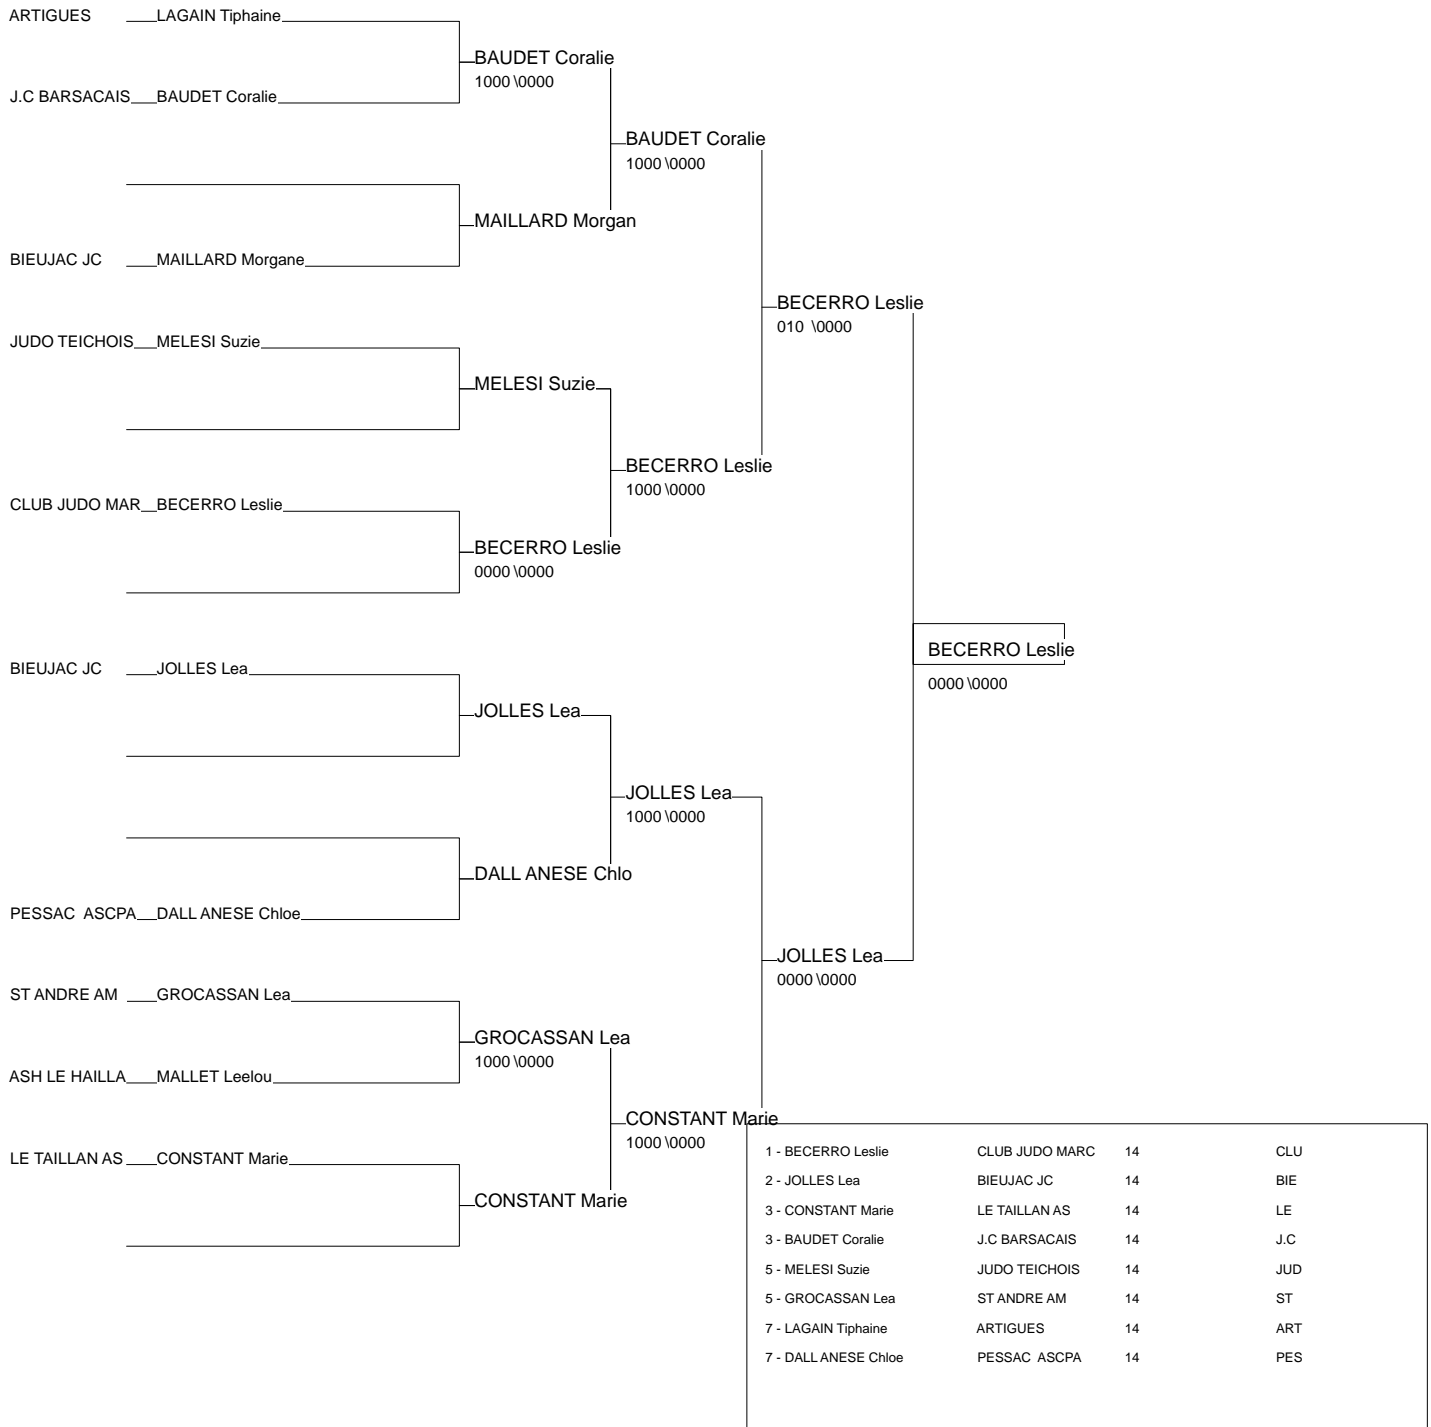 ARTIGUES LAGAIN Tiphaine
BAUDET Coralie
1000 \0000
J.C BARSACAIS BAUDET Coralie
BAUDET Coralie
1000 \0000
MAILLARD Morgan
BIEUJAC JC MAILLARD Morgane
BECERRO Leslie
010 \0000
JUDO TEICHOIS MELESI Suzie
MELESI Suzie
BECERRO Leslie
1000 \0000
CLUB JUDO MAR BECERRO Leslie
BECERRO Leslie
0000 \0000
BECERRO Leslie
0000 \0000
BIEUJAC JC JOLLES Lea
JOLLES Lea
JOLLES Lea
1000 \0000
DALL ANESE Chlo
PESSAC ASCPA DALL ANESE Chloe
JOLLES Lea
0000 \0000
ST ANDRE AM GROCASSAN Lea
GROCASSAN Lea
1000 \0000
ASH LE HAILLA MALLET Leelou
CONSTANT Marie
1000 \0000
LE TAILLAN AS CONSTANT Marie
CONSTANT Marie
1 - BECERRO Leslie CLUB JUDO MARC 14 CLU
2 - JOLLES Lea BIEUJAC JC 14 BIE
3 - CONSTANT Marie LE TAILLAN AS 14 LE
3 - BAUDET Coralie J.C BARSACAIS 14 J.C
5 - MELESI Suzie JUDO TEICHOIS 14 JUD
5 - GROCASSAN Lea ST ANDRE AM 14 ST
7 - LAGAIN Tiphaine ARTIGUES 14 ART
7 - DALL ANESE Chloe PESSAC ASCPA 14 PES